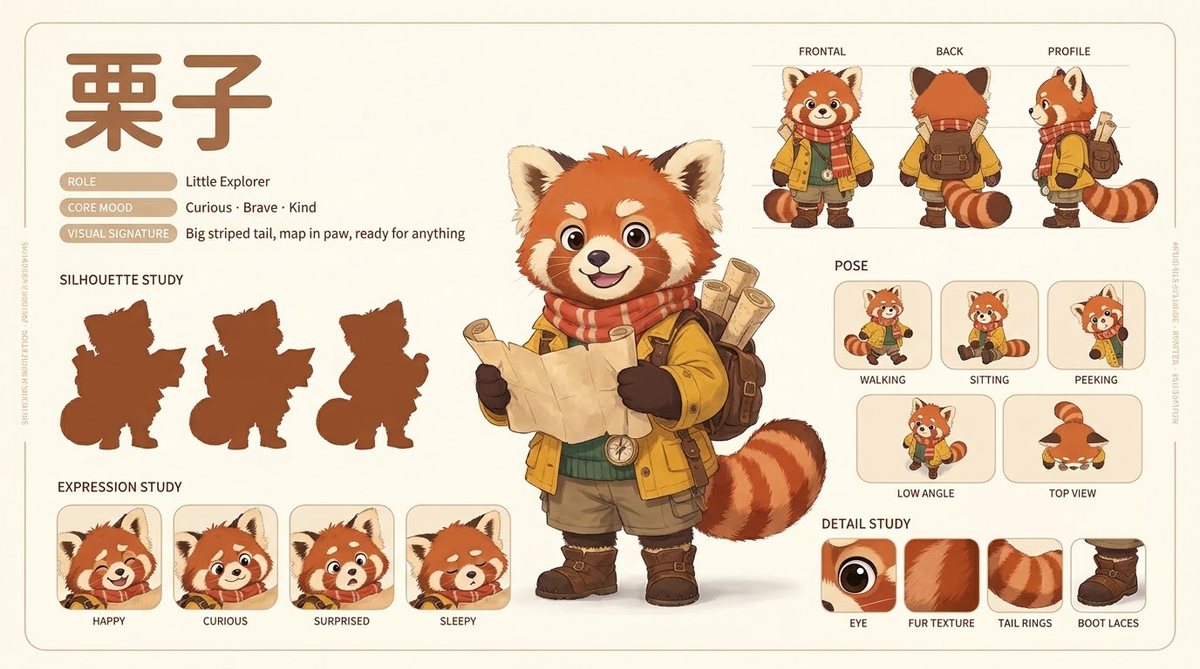 栗子
ROLE Little Explorer
CORE MOOD Curious · Brave · Kind
VISUAL SIGNATURE Big striped tail, map in paw, ready for anything
SILHOUETTE STUDY
EXPRESSION STUDY
HAPPY CURIOUS SURPRISED SLEEPY
FRONTAL BACK PROFILE
POSE
WALKING SITTING PEEKING
LOW ANGLE TOP VIEW
DETAIL STUDY
EYE FUR TEXTURE TAIL RINGS BOOT LACES